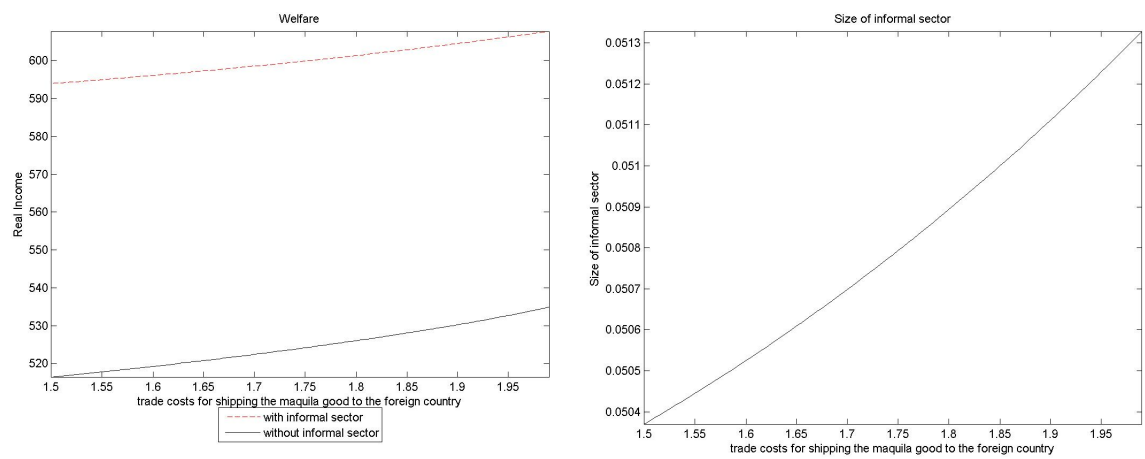 Welfare
600
590
580
570
560
550
540
530
520
Real Income
1.5 1.55 1.6 1.65 1.7 1.75 1.8 1.85 1.9 1.95
trade costs for shipping the maquila good to the foreign country
with informal sector
without informal sector
Size of informal sector
0.0513
0.0512
0.0511
0.051
0.0509
0.0508
0.0507
0.0506
0.0505
0.0504
Size of informal sector
1.5 1.55 1.6 1.65 1.7 1.75 1.8 1.85 1.9 1.95
trade costs for shipping the maquila good to the foreign country